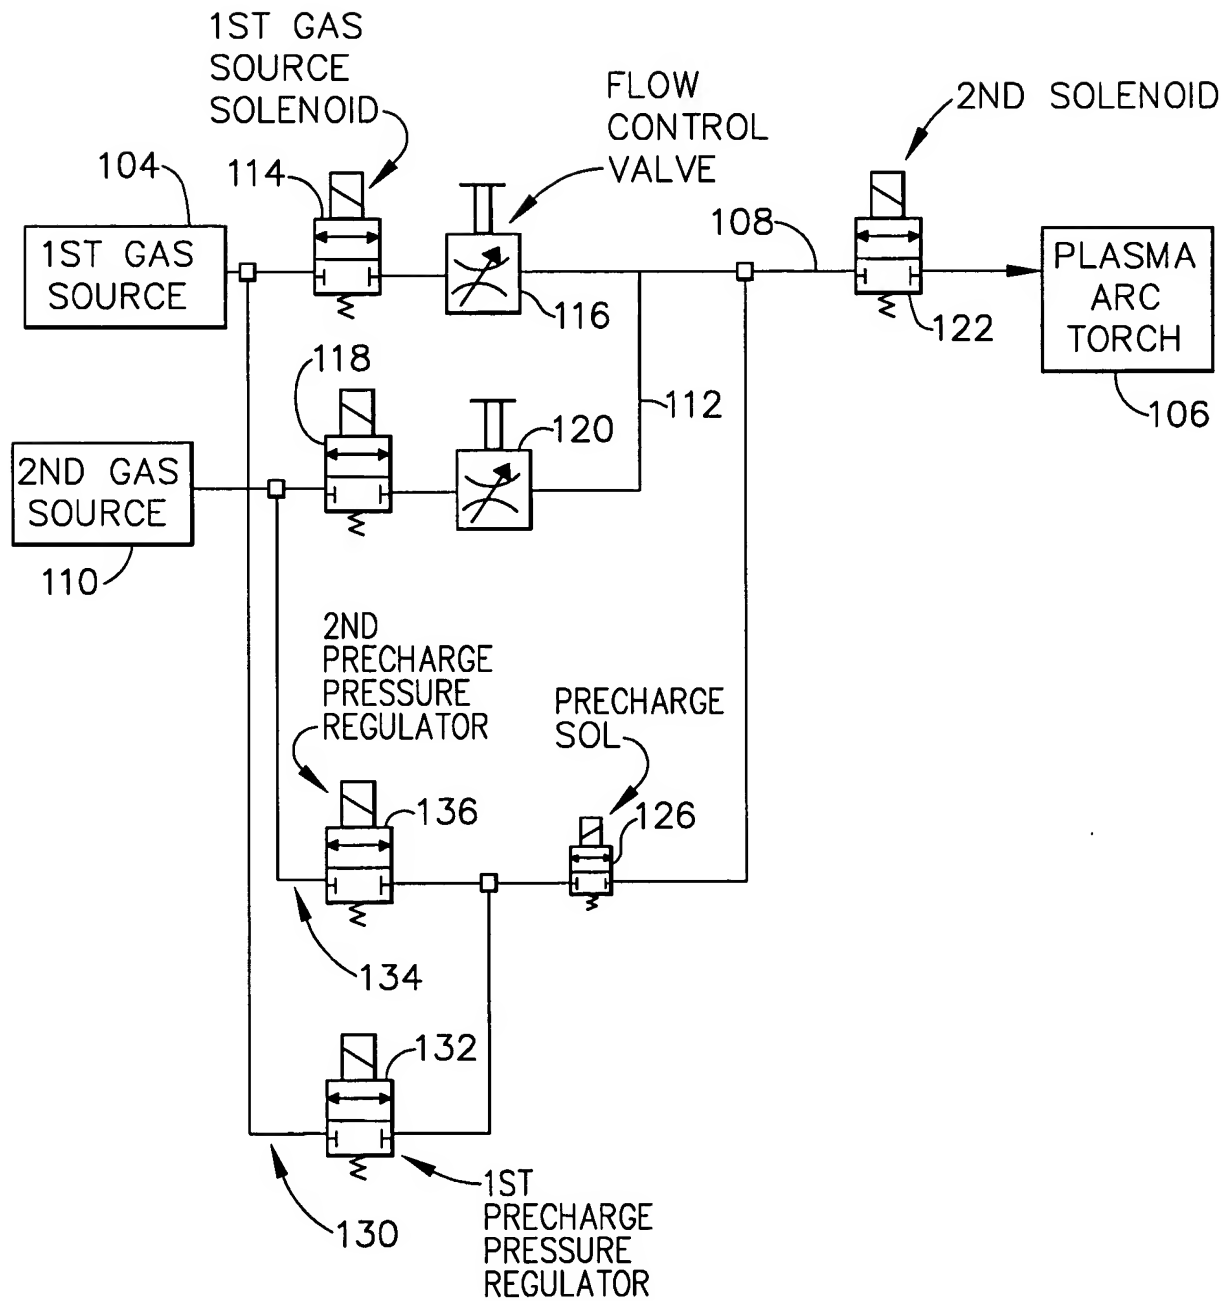 1ST GAS
SOURCE
SOLENOID
FLOW
CONTROL
VALVE
2ND SOLENOID
104
114
1ST GAS
SOURCE
116
108
122
PLASMA
ARC
TORCH
106
118
120
112
2ND GAS
SOURCE
110
2ND
PRECHARGE
PRESSURE
REGULATOR
PRECHARGE
SOL
136
126
134
132
130
1ST
PRECHARGE
PRESSURE
REGULATOR